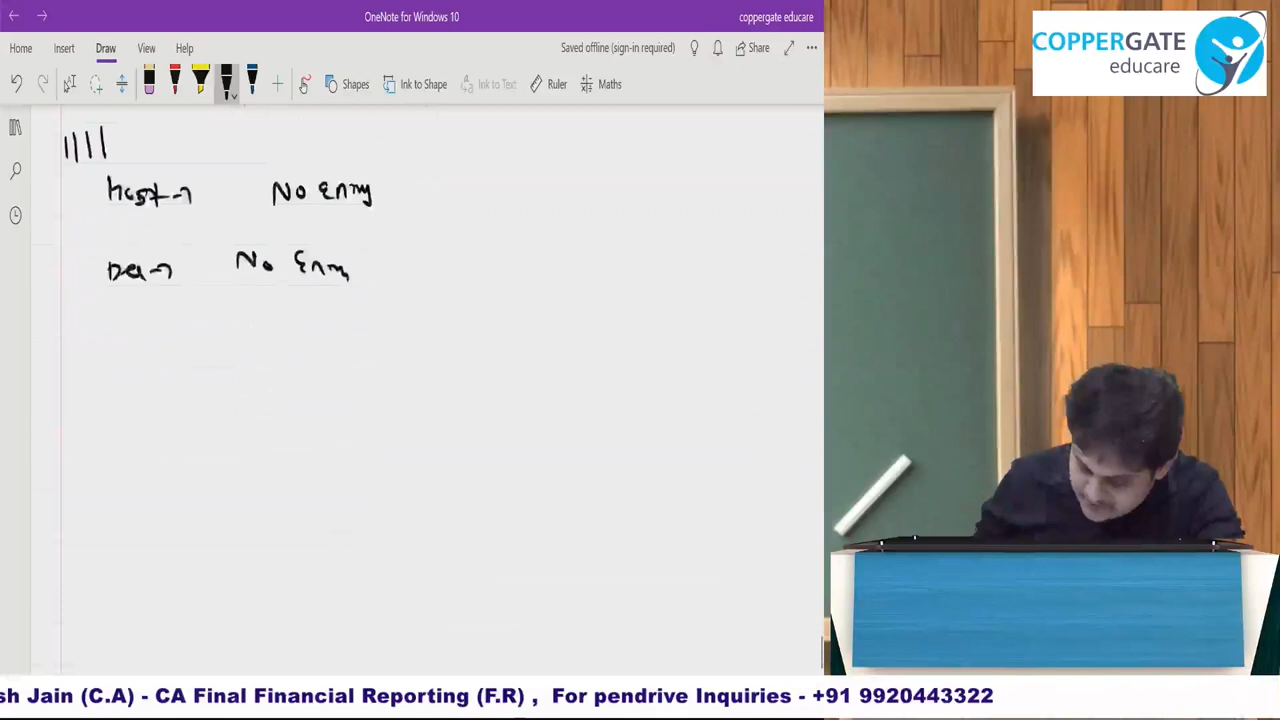 OneNote for Windows 10
coppergate educare
COPPERGATE
educare
Home Insert Draw View Help
Saved offline (sign-in required)
Share
Shapes
Ink to Shape
Ink to Text
Ruler
Maths
Host→ No Entry
Der→ No Entry
sh Jain (C.A) - CA Final Financial Reporting (F.R) , For pendrive Inquiries - +91 9920443322